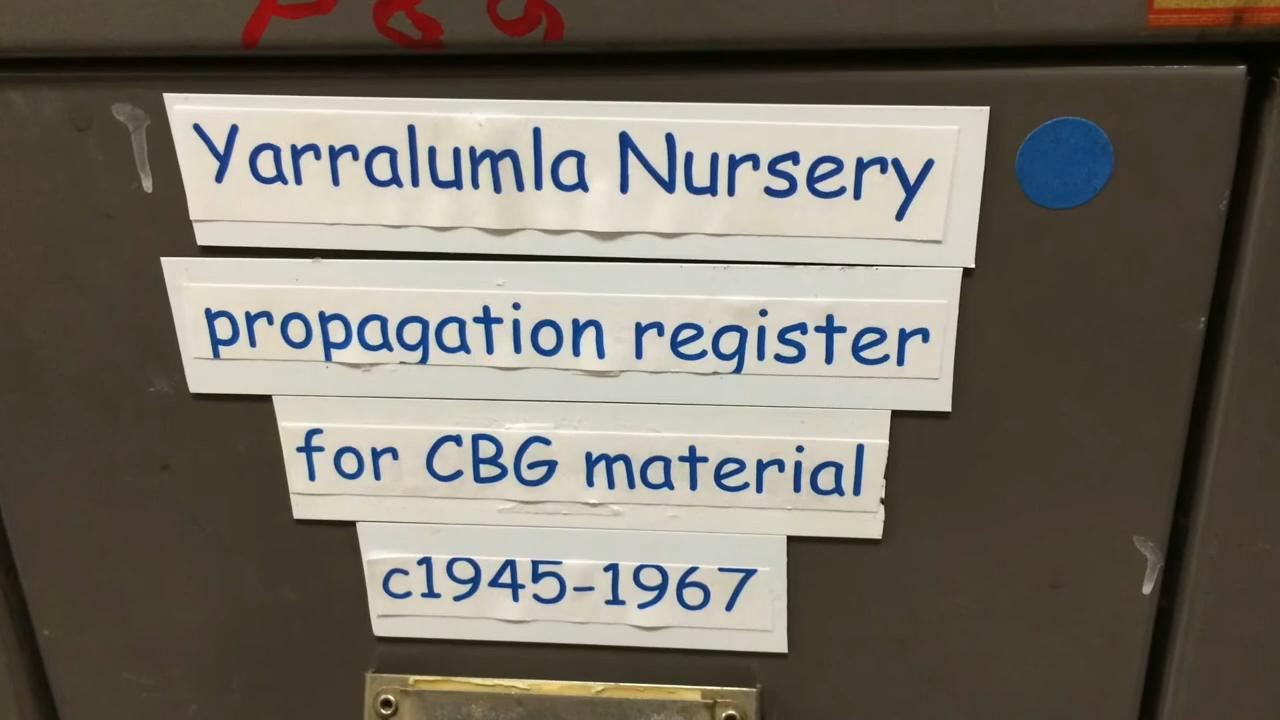 Yarralumla Nursery
propagation register
for CBG material
c1945-1967